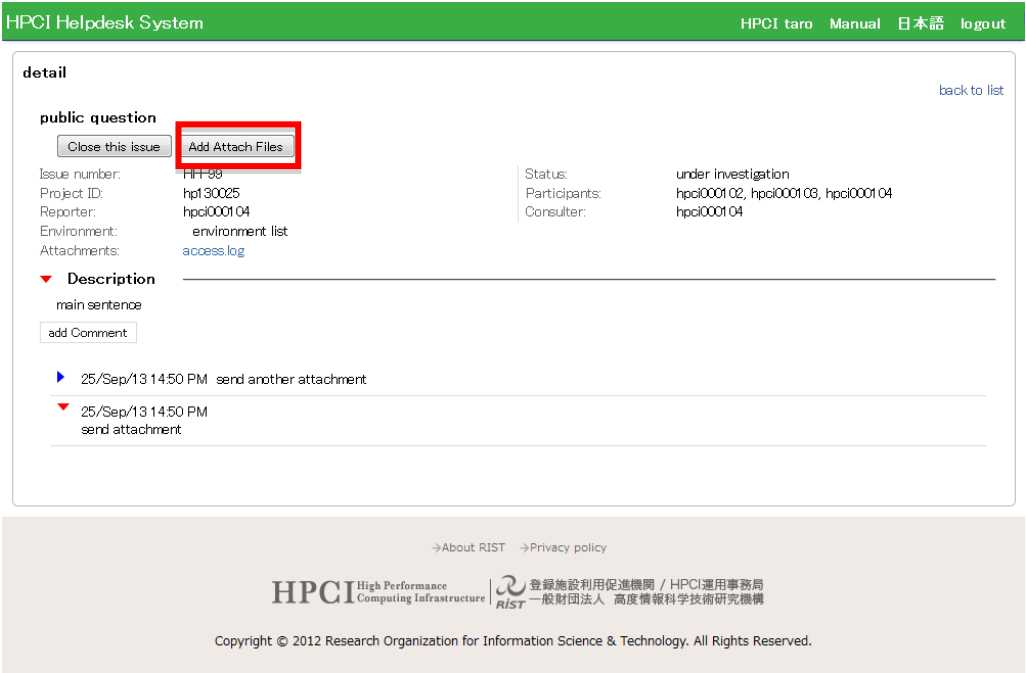 HPCI Helpdesk System HPCI taro Manual 日本語 logout
detail
back to list
public question
Close this issue Add Attach Files
Issue number: HFF99 Status: under investigation
Project ID: hp130025 Participants: hpci000102, hpci000103, hpci000104
Reporter: hpci000104 Consulter: hpci000104
Environment: environment list
Attachments: access.log
Description
main sentence
add Comment
25/Sep/13 14:50 PM send another attachment
25/Sep/13 14:50 PM
send attachment
→About RIST →Privacy policy
HPCI High Performance Computing Infrastructure RIST 登録施設利用促進機関 / HPCI運用事務局
一般財団法人 高度情報科学技術研究機構
Copyright © 2012 Research Organization for Information Science & Technology. All Rights Reserved.